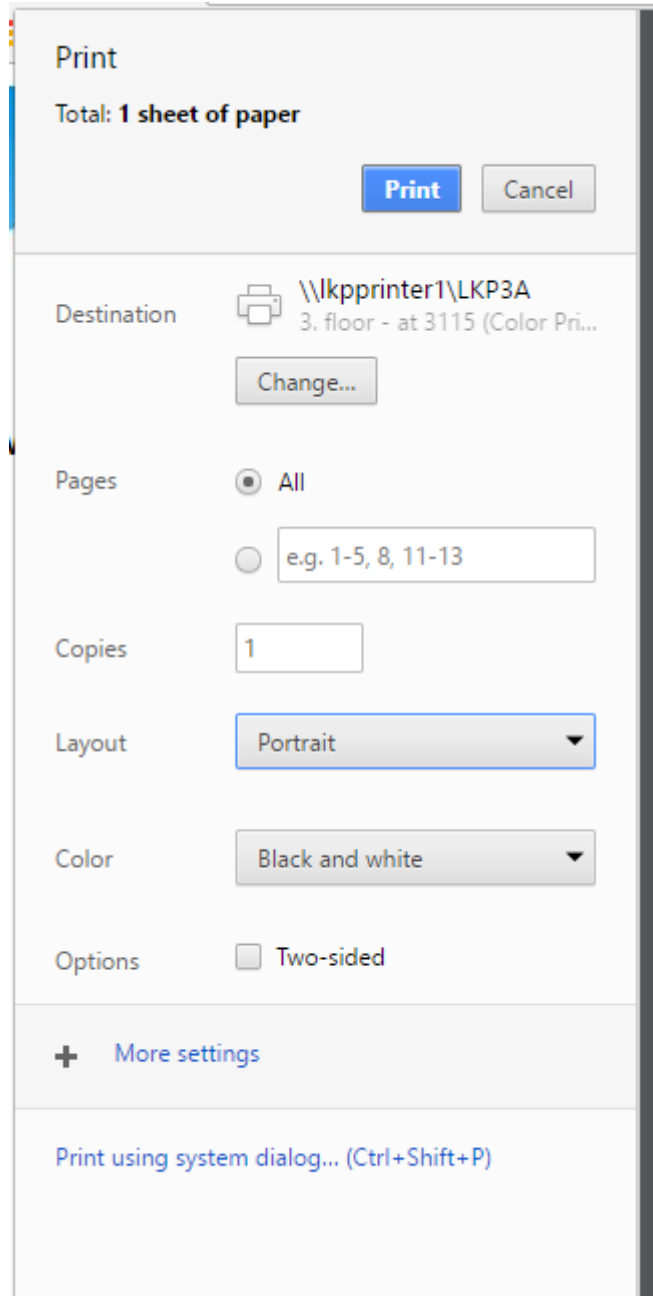 Print
Total: 1 sheet of paper
Print Cancel
Destination
\\lkpprinter1\LKP3A
3. floor - at 3115 (Color Pri...
Change...
Pages
All
e.g. 1-5, 8, 11-13
Copies 1
Layout Portrait
Color Black and white
Options Two-sided
+ More settings
Print using system dialog... (Ctrl+Shift+P)